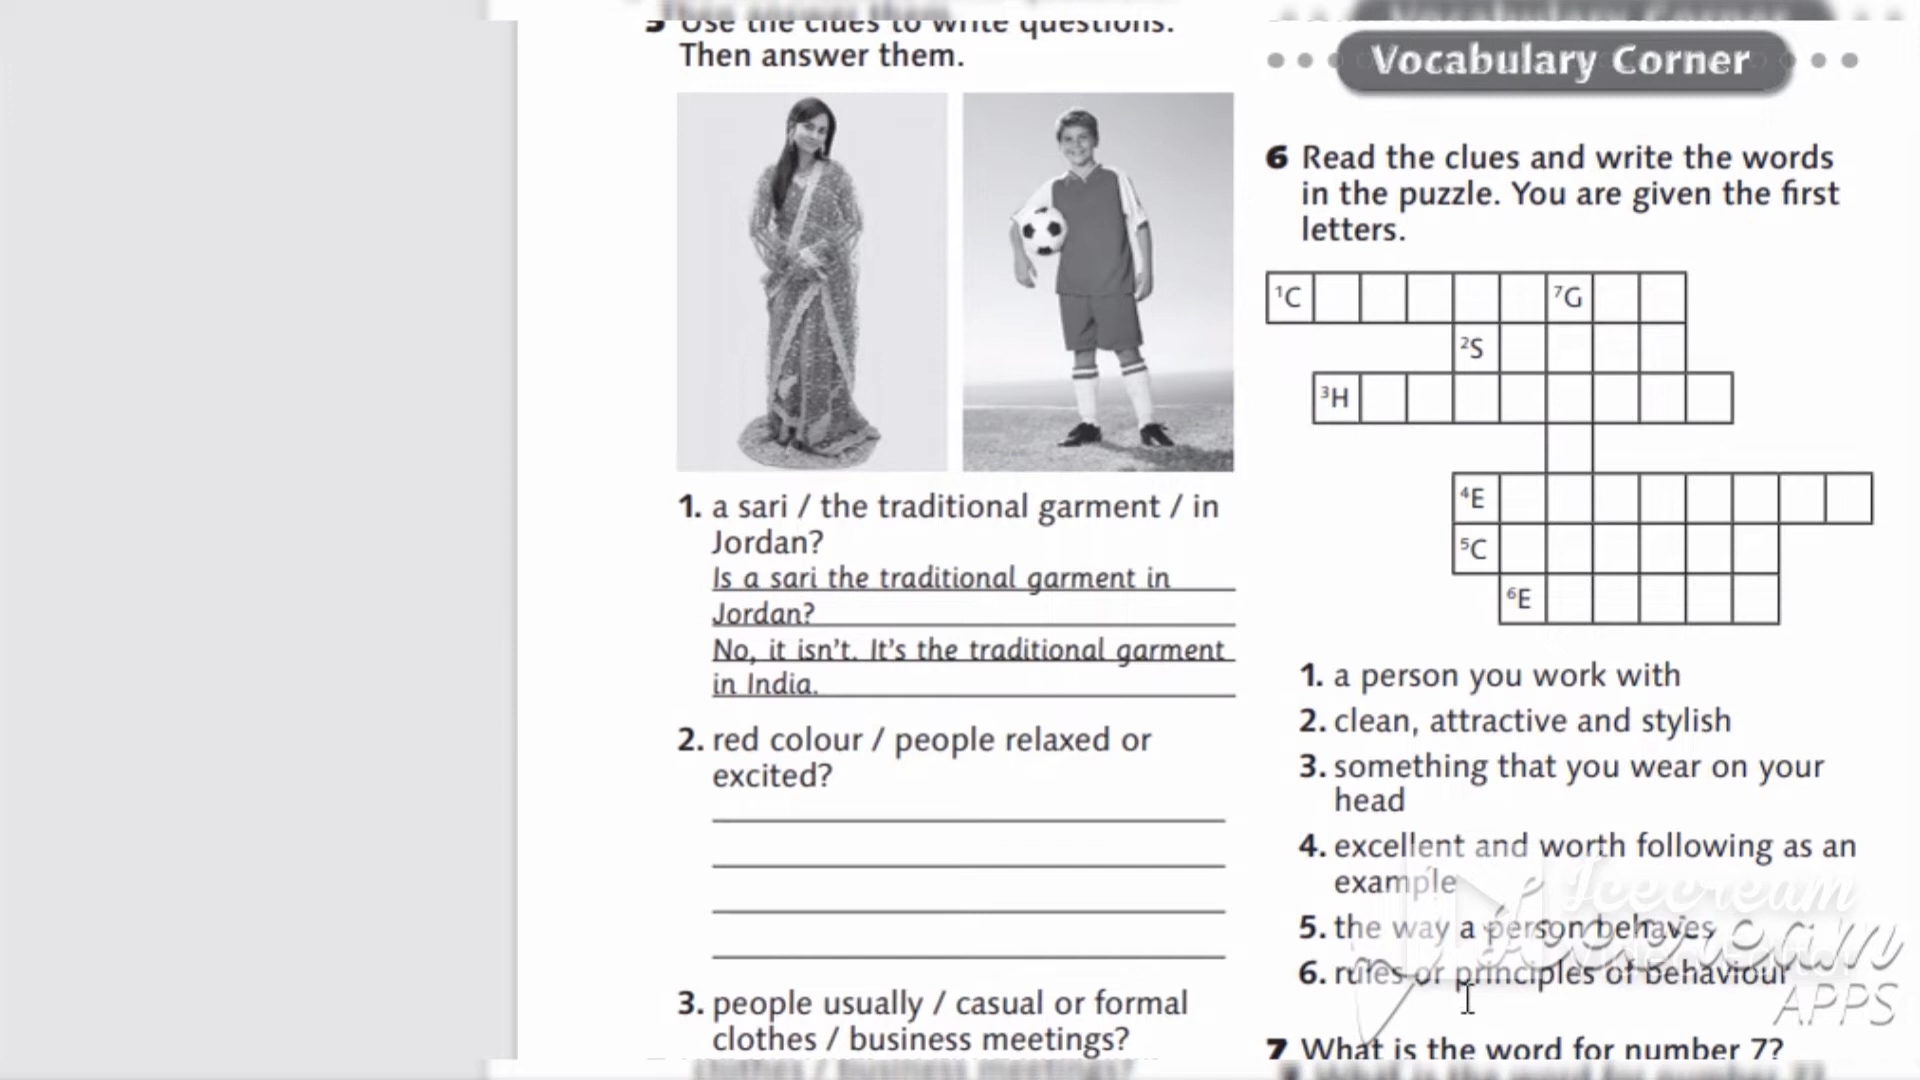 5 Use the clues to write questions.
Then answer them.
1. a sari / the traditional garment / in
Jordan?
Is a sari the traditional garment in
Jordan?
No, it isn't. It's the traditional garment
in India.
2. red colour / people relaxed or
excited?
3. people usually / casual or formal
clothes / business meetings?
Vocabulary Corner
6 Read the clues and write the words
in the puzzle. You are given the first
letters.
1C 7G
2S
3H
4E
5C
6E
1. a person you work with
2. clean, attractive and stylish
3. something that you wear on your
head
4. excellent and worth following as an
example
5. the way a person behaves
6. rules or principles of behaviour
7 What is the word for number 7?
Icecream
APPS